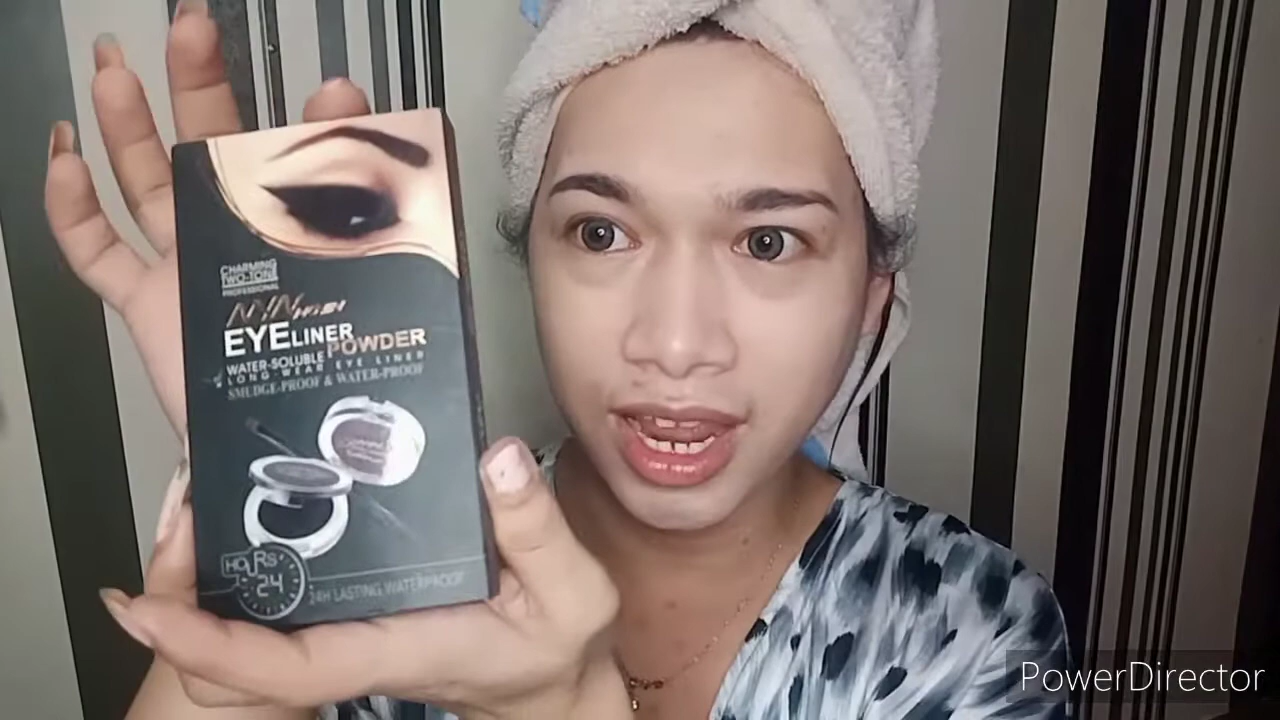 CHARMING
TWO-TONE
PROFESSIONAL
EYELINER
POWDER
WATER-SOLUBLE
LONG-WEAR EYE LINER
SMUDGE-PROOF & WATER-PROOF
HOURS
24
24H LASTING WATERPROOF
PowerDirector